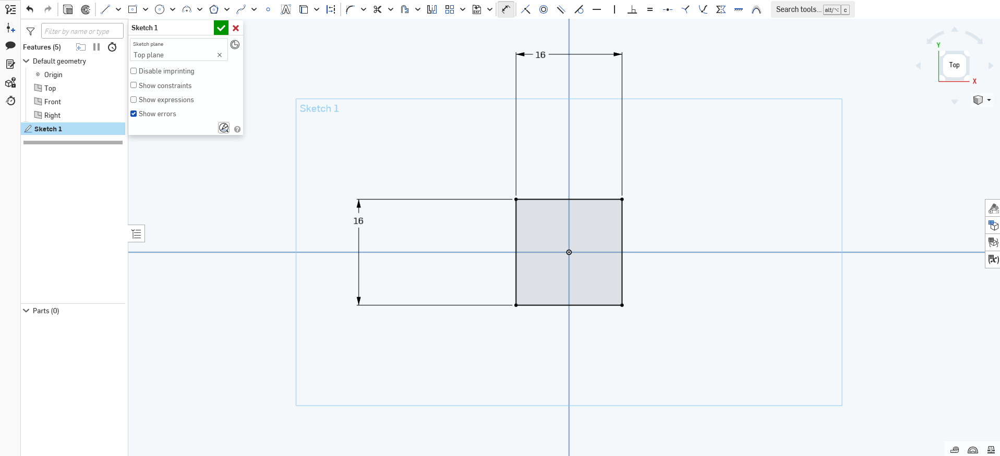 Search tools... alt/⌥ c
Filter by name or type
Features (5)
Default geometry
Origin
Top
Front
Right
Sketch 1
Parts (0)
Sketch 1
Sketch plane
Top plane
Disable imprinting
Show constraints
Show expressions
Show errors
Sketch 1
16
16
Y
Top
X
DXF
(x)